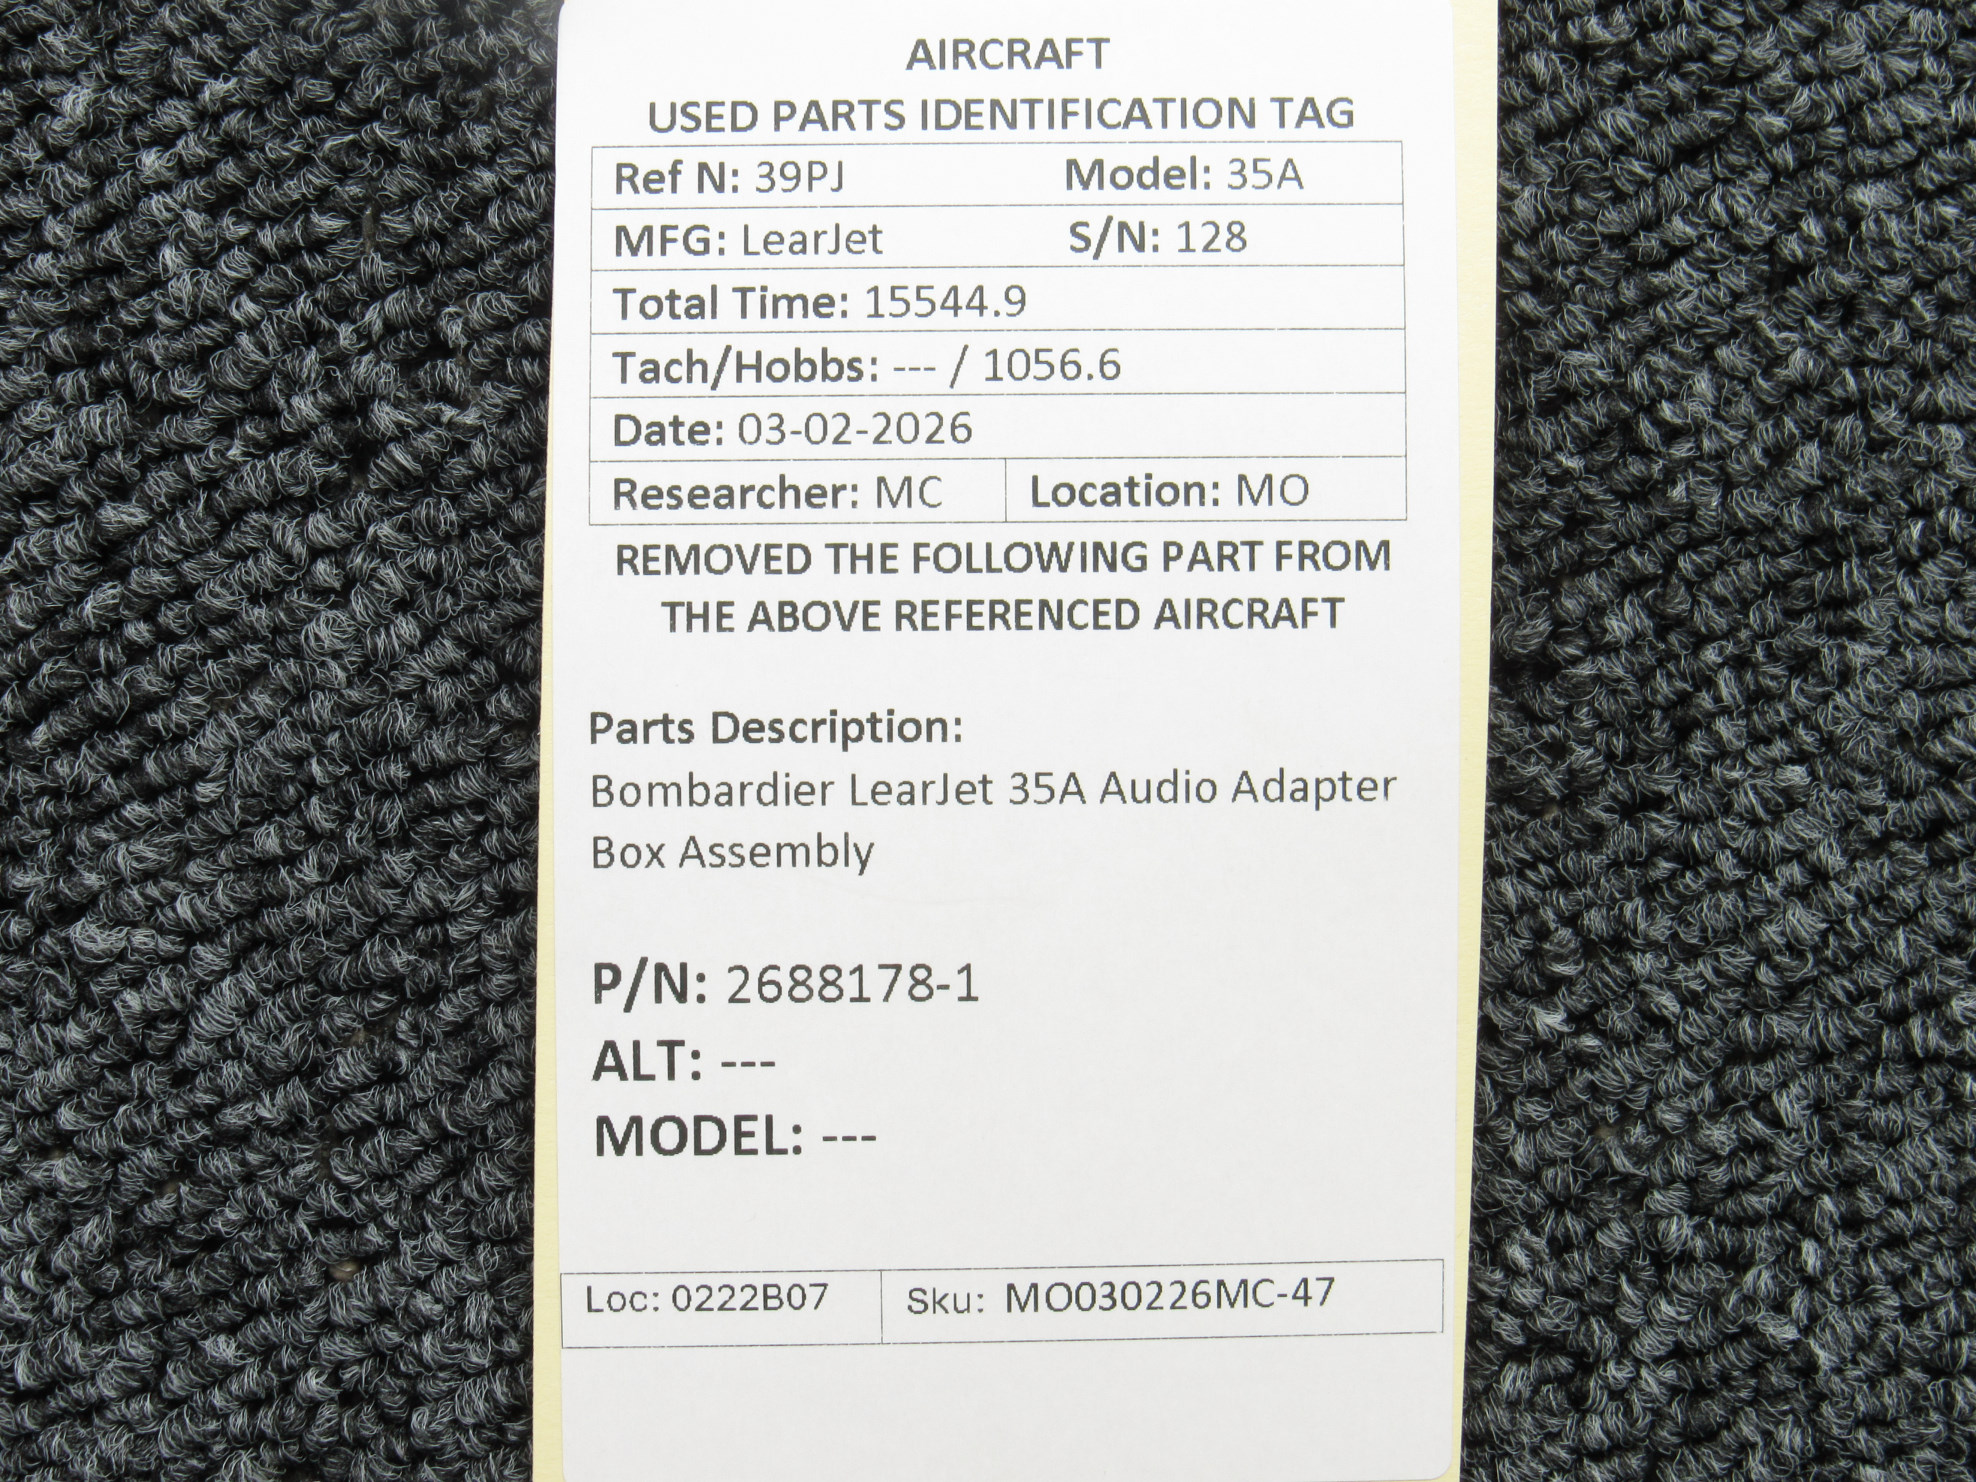 AIRCRAFT
USED PARTS IDENTIFICATION TAG
Ref N: 39PJ Model: 35A
MFG: LearJet S/N: 128
Total Time: 15544.9
Tach/Hobbs: --- / 1056.6
Date: 03-02-2026
Researcher: MC Location: MO
REMOVED THE FOLLOWING PART FROM
THE ABOVE REFERENCED AIRCRAFT
Parts Description:
Bombardier LearJet 35A Audio Adapter
Box Assembly
P/N: 2688178-1
ALT: ---
MODEL: ---
Loc: 0222B07 Sku: MO030226MC-47